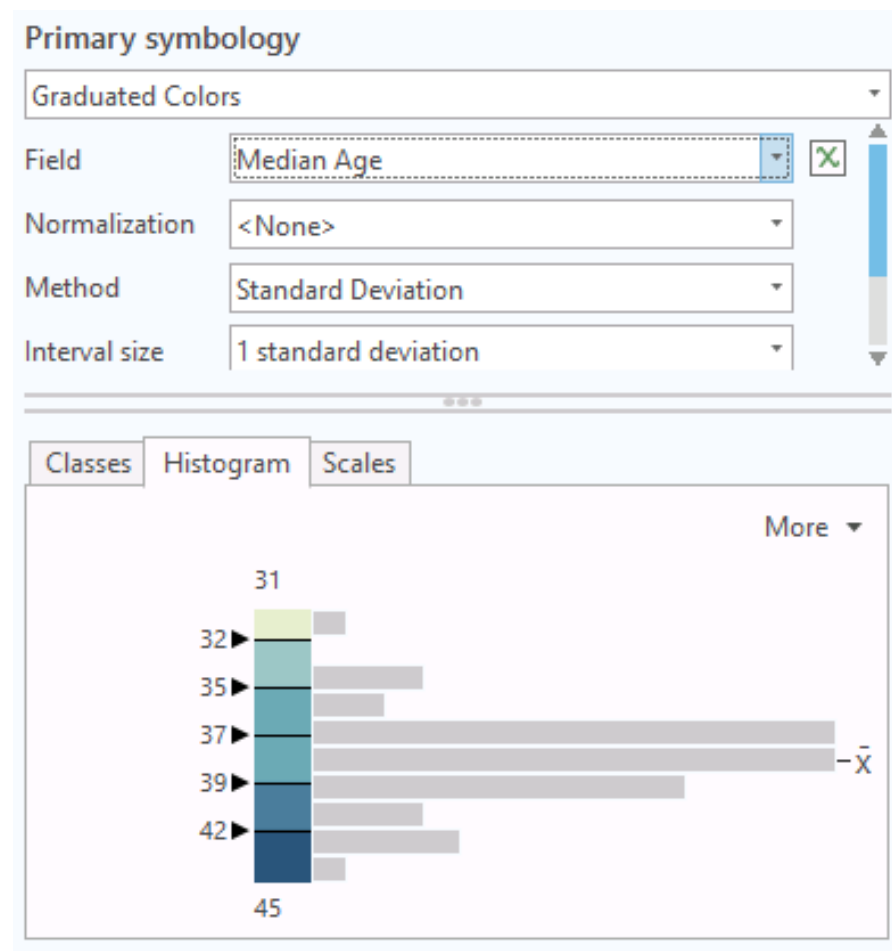 Primary symbology
Graduated Colors
Field Median Age
Normalization <None>
Method Standard Deviation
Interval size 1 standard deviation
Classes Histogram Scales
More
31
32
35
37
x̄
39
42
45